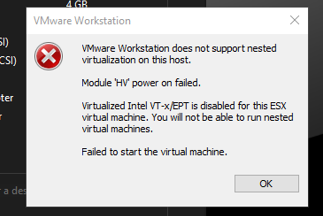 4 GB
VMware Workstation
SI)
CSI)
pter
r
r a des
VMware Workstation does not support nested
virtualization on this host.
Module 'HV' power on failed.
Virtualized Intel VT-x/EPT is disabled for this ESX
virtual machine. You will not be able to run nested
virtual machines.
Failed to start the virtual machine.
OK